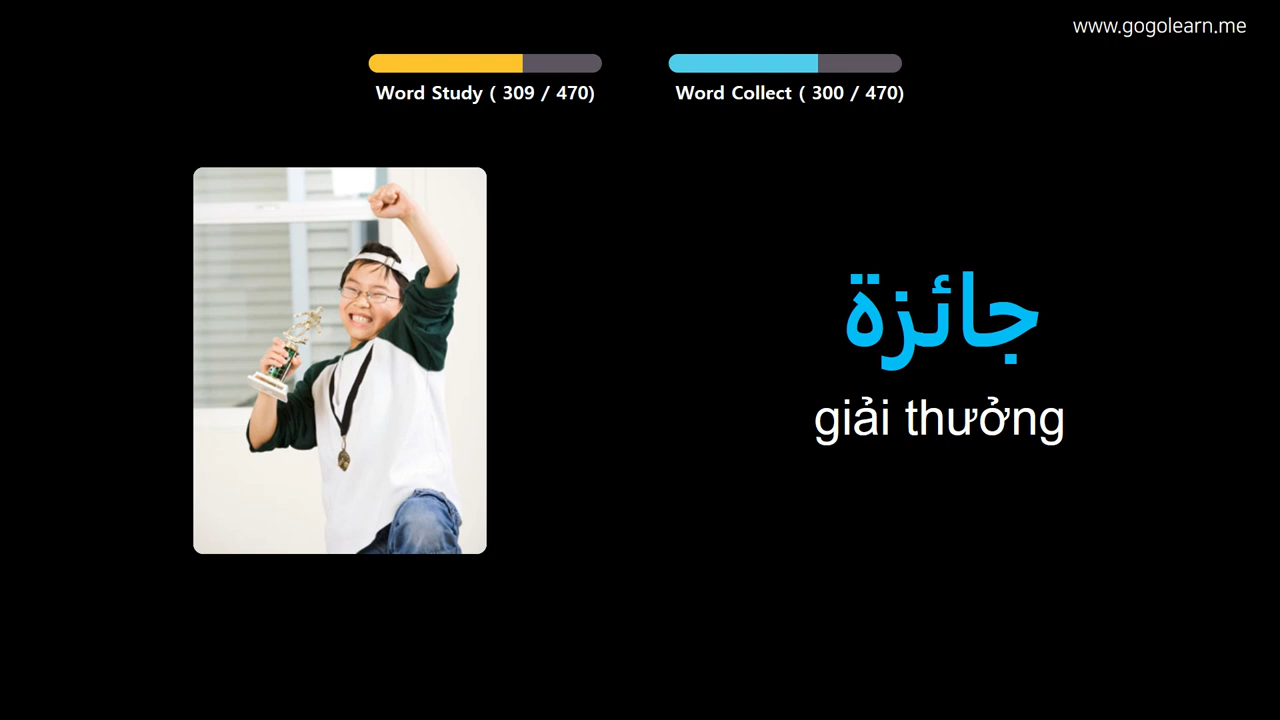 www.gogolearn.me
Word Study ( 309 / 470)
Word Collect ( 300 / 470)
جائزة
giải thưởng